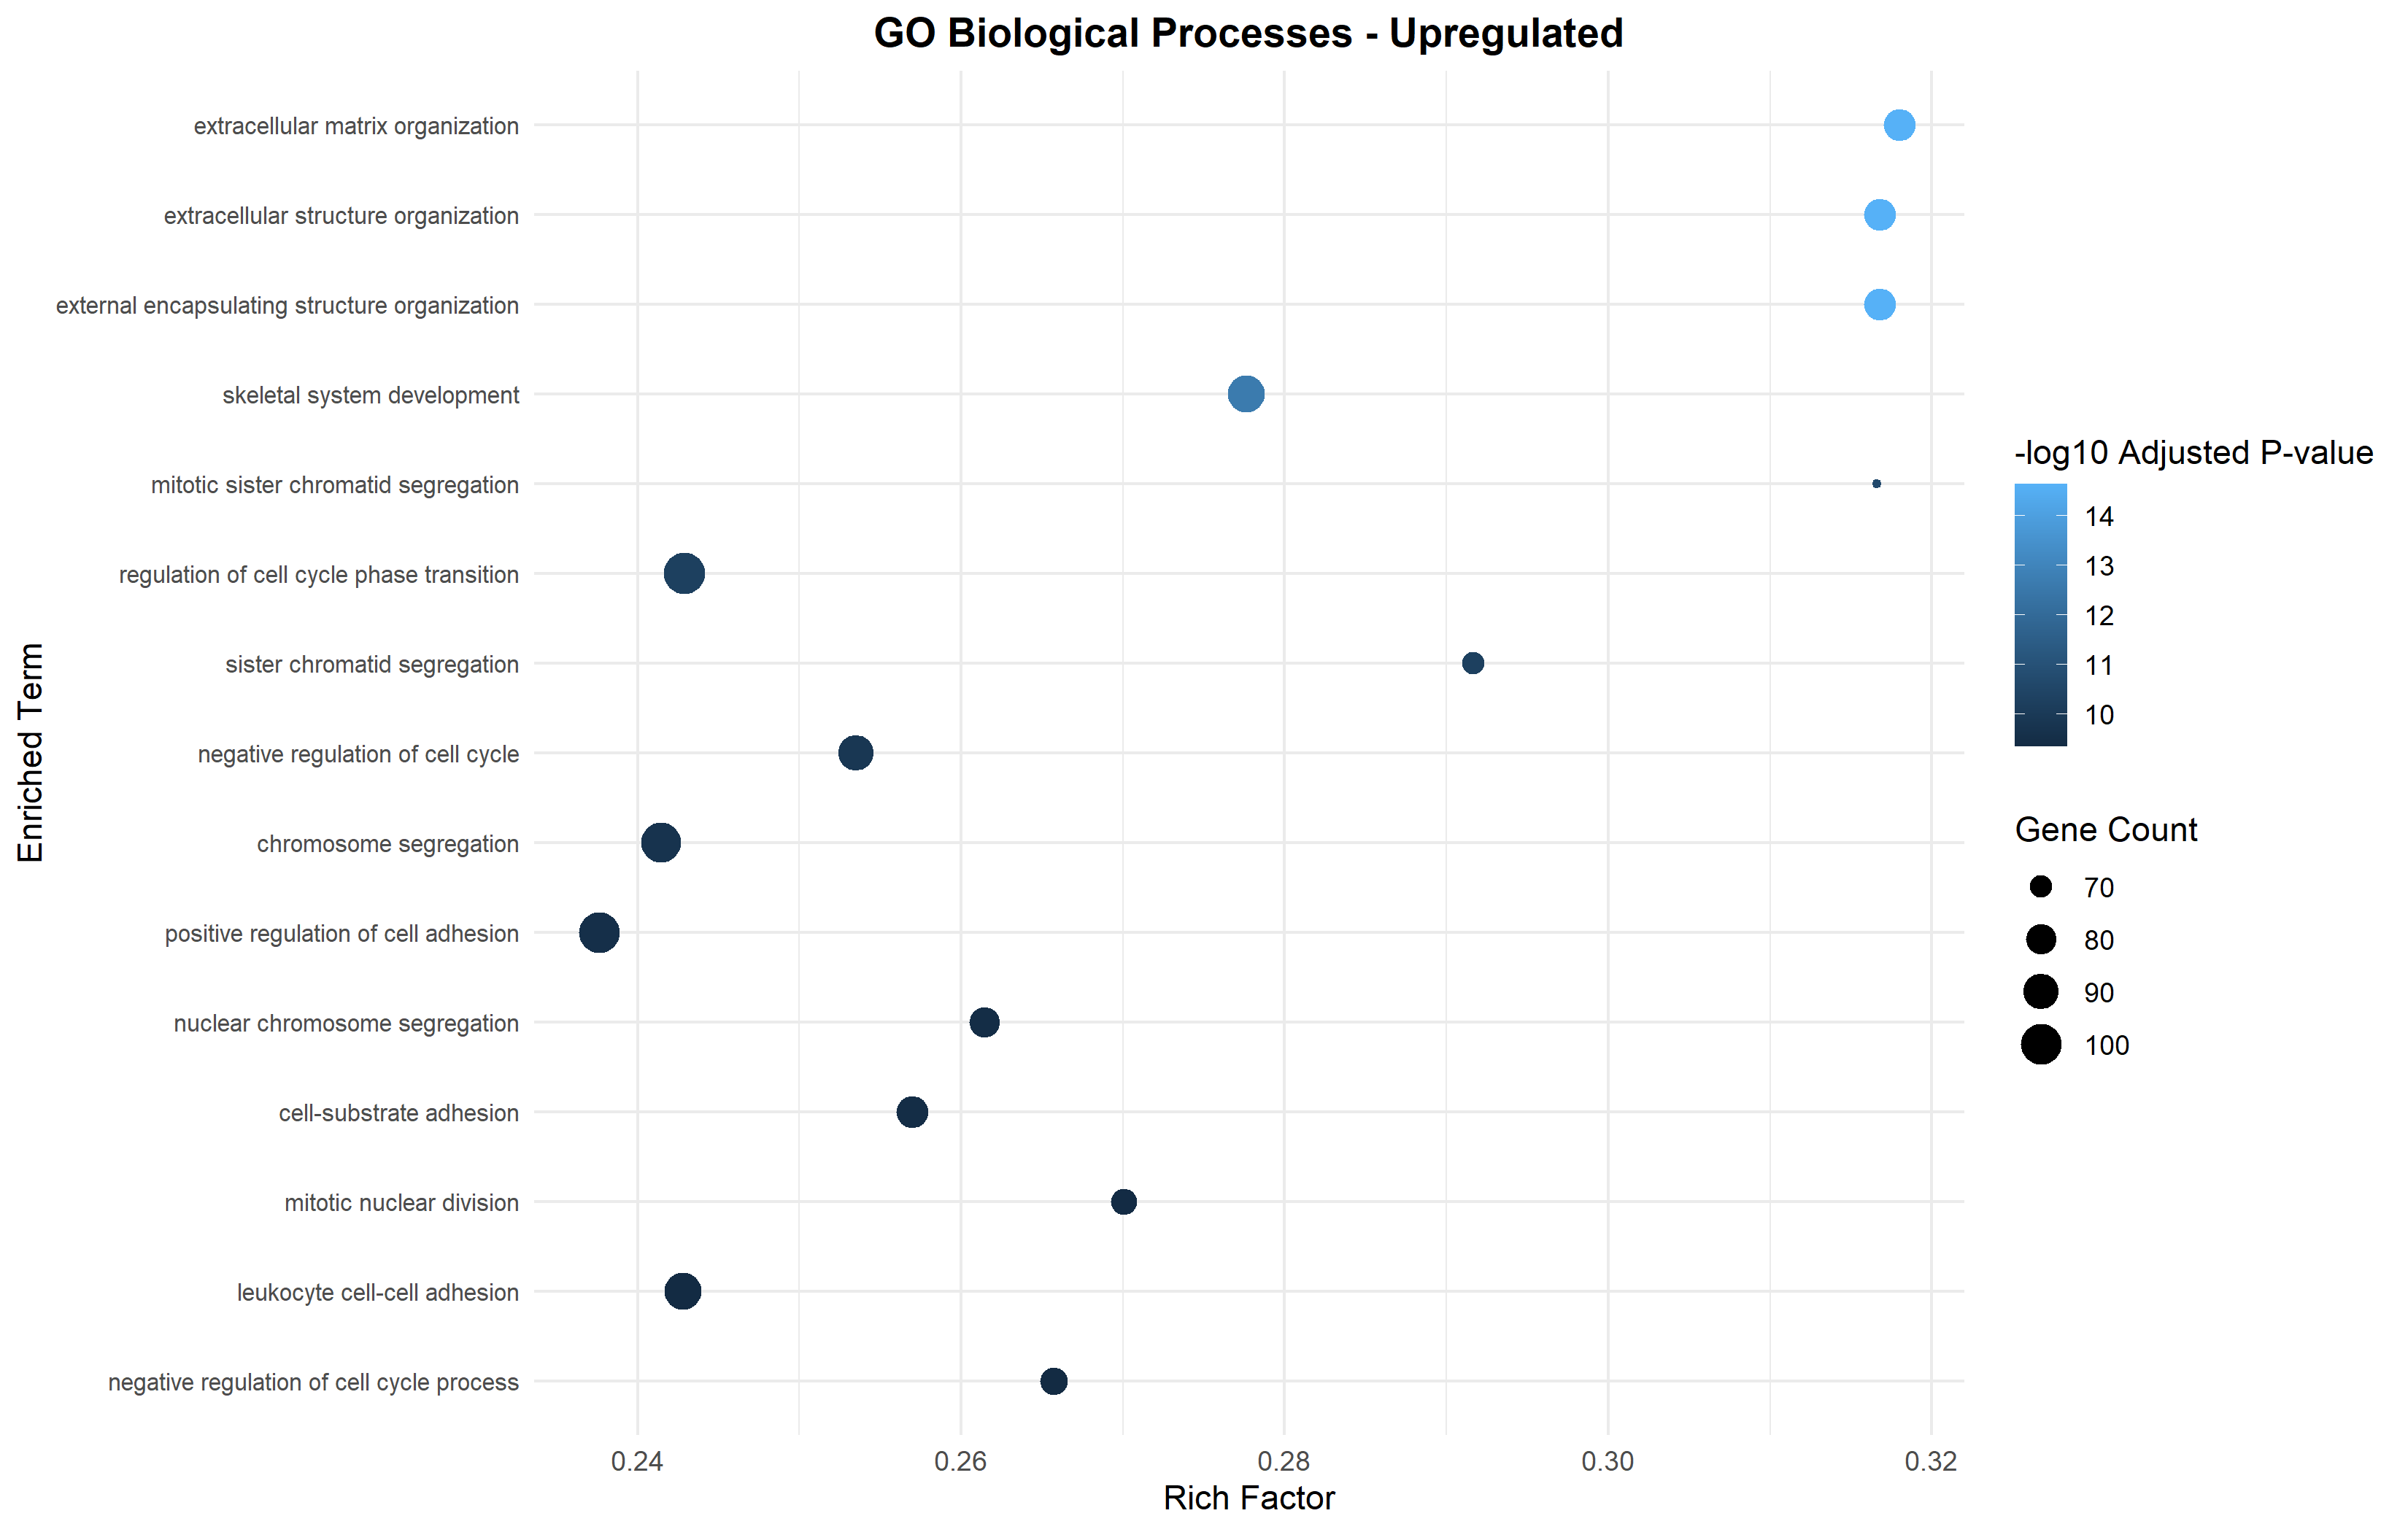 GO Biological Processes - Upregulated
Enriched Term
extracellular matrix organization
extracellular structure organization
external encapsulating structure organization
skeletal system development
mitotic sister chromatid segregation
regulation of cell cycle phase transition
sister chromatid segregation
negative regulation of cell cycle
chromosome segregation
positive regulation of cell adhesion
nuclear chromosome segregation
cell-substrate adhesion
mitotic nuclear division
leukocyte cell-cell adhesion
negative regulation of cell cycle process
0.24 0.26 0.28 0.30 0.32
Rich Factor
-log10 Adjusted P-value
14
13
12
11
10
Gene Count
70
80
90
100